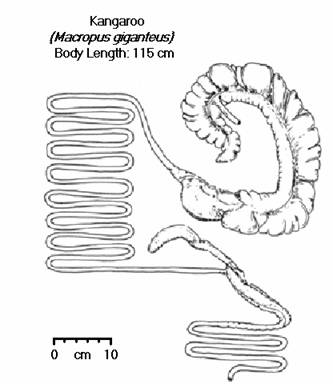 Kangaroo
(Macropus giganteus)
Body Length: 115 cm
0 cm 10